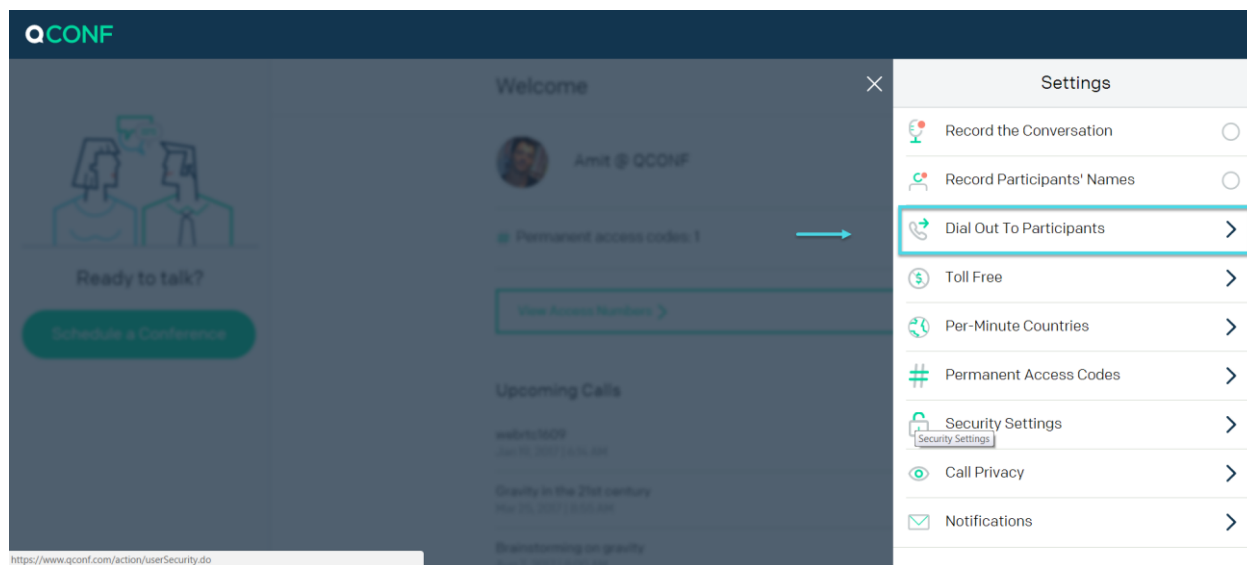 QCONF
Welcome
Amit @ QCONF
Permanent access codes: 1
View Access Numbers
Ready to talk?
Schedule a Conference
Upcoming Calls
webrtc1609
Gravity in the 21st century
Brainstorming on gravity
Settings
Record the Conversation
Record Participants' Names
Dial Out To Participants
Toll Free
Per-Minute Countries
Permanent Access Codes
Security Settings
Security Settings
Call Privacy
Notifications
https://www.qconf.com/action/userSecurity.do